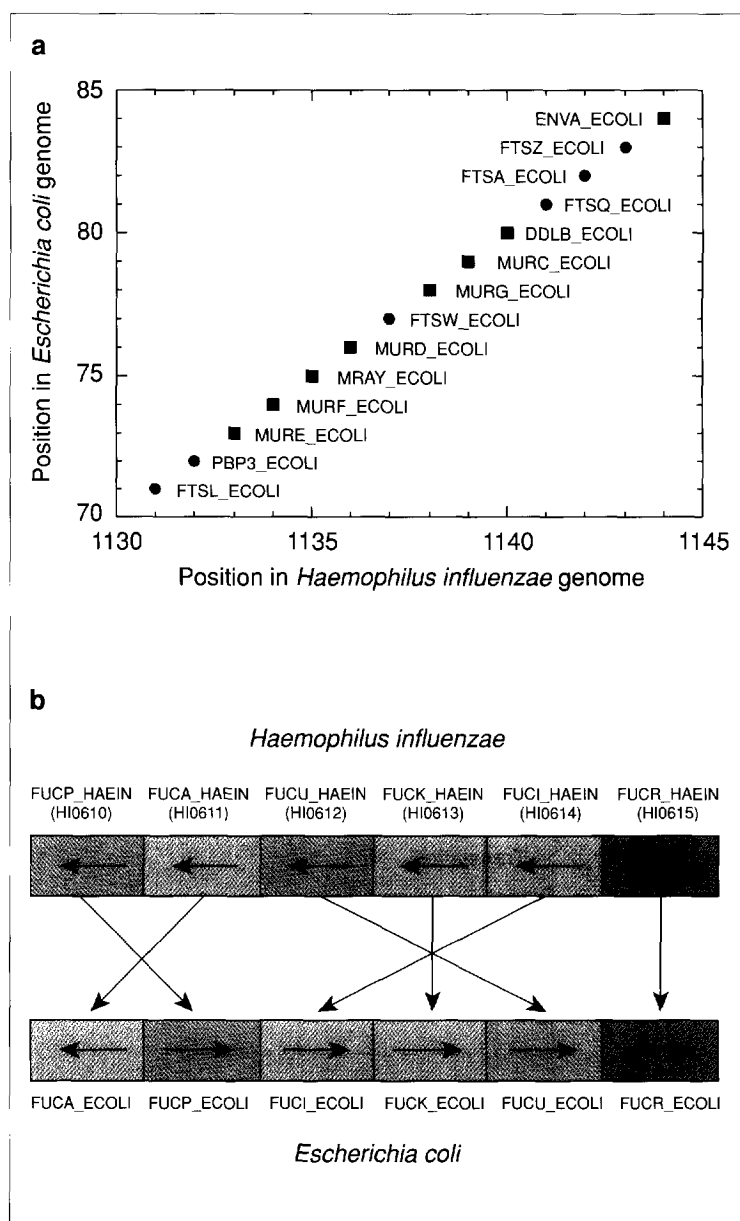 a
85
80
75
70
Position in Escherichia coli genome
ENVA_ECOLI
FTSZ_ECOLI
FTSA_ECOLI
FTSQ_ECOLI
DDLB_ECOLI
MURC_ECOLI
MURG_ECOLI
FTSW_ECOLI
MURD_ECOLI
MRAY_ECOLI
MURF_ECOLI
MURE_ECOLI
PBP3_ECOLI
FTSL_ECOLI
1130 1135 1140 1145
Position in Haemophilus influenzae genome
b
Haemophilus influenzae
FUCP_HAEIN FUCA_HAEIN FUCU_HAEIN FUCK_HAEIN FUCI_HAEIN FUCR_HAEIN
(HI0610) (HI0611) (HI0612) (HI0613) (HI0614) (HI0615)
FUCA_ECOLI FUCP_ECOLI FUCI_ECOLI FUCK_ECOLI FUCU_ECOLI FUCR_ECOLI
Escherichia coli